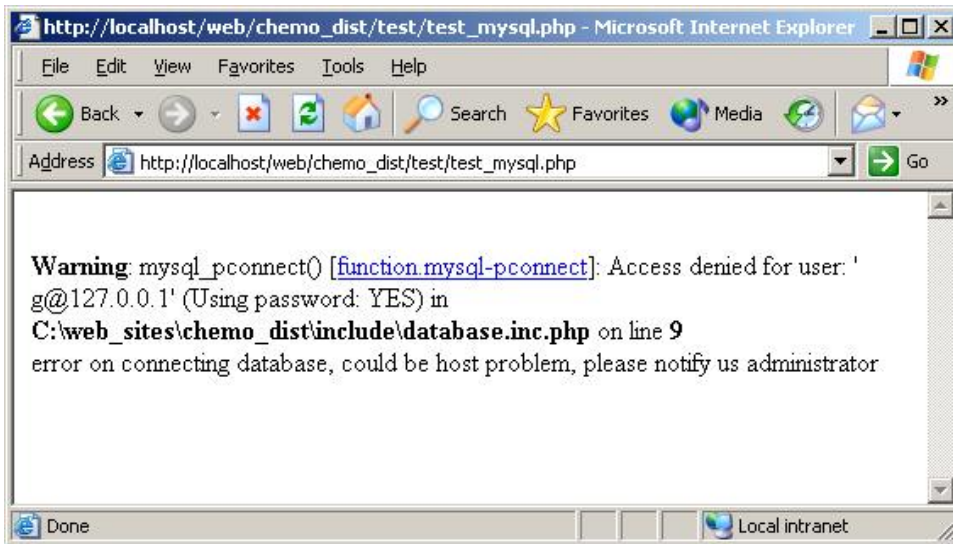 http://localhost/web/chemo_dist/test/test_mysql.php - Microsoft Internet Explorer
File Edit View Favorites Tools Help
Back Search Favorites Media »
Address http://localhost/web/chemo_dist/test/test_mysql.php Go
Warning: mysql_pconnect() [function.mysql-pconnect]: Access denied for user: '
g@127.0.0.1' (Using password: YES) in
C:\web_sites\chemo_dist\include\database.inc.php on line 9
error on connecting database, could be host problem, please notify us administrator
Done Local intranet